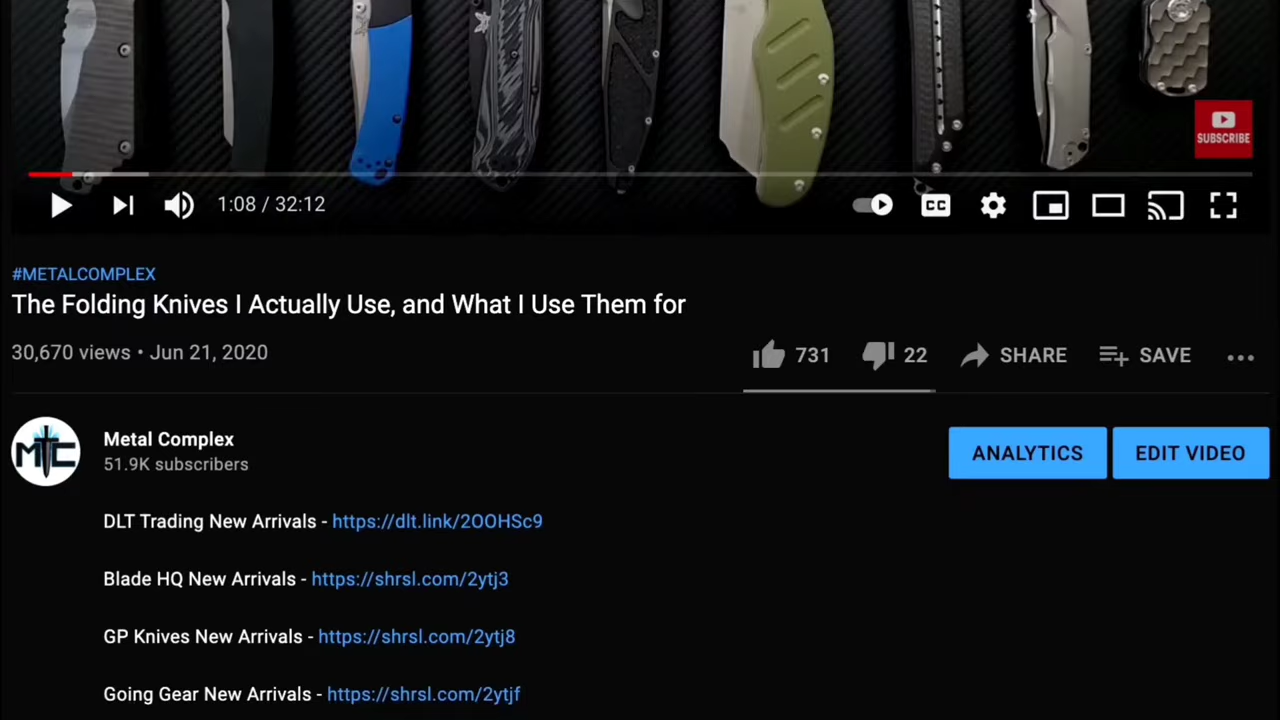 SUBSCRIBE
1:08 / 32:12
CC
#METALCOMPLEX
The Folding Knives I Actually Use, and What I Use Them for
30,670 views • Jun 21, 2020
731
22
SHARE
SAVE
MTC
Metal Complex
51.9K subscribers
ANALYTICS
EDIT VIDEO
DLT Trading New Arrivals - https://dlt.link/2OOHSc9
Blade HQ New Arrivals - https://shrsl.com/2ytj3
GP Knives New Arrivals - https://shrsl.com/2ytj8
Going Gear New Arrivals - https://shrsl.com/2ytjf